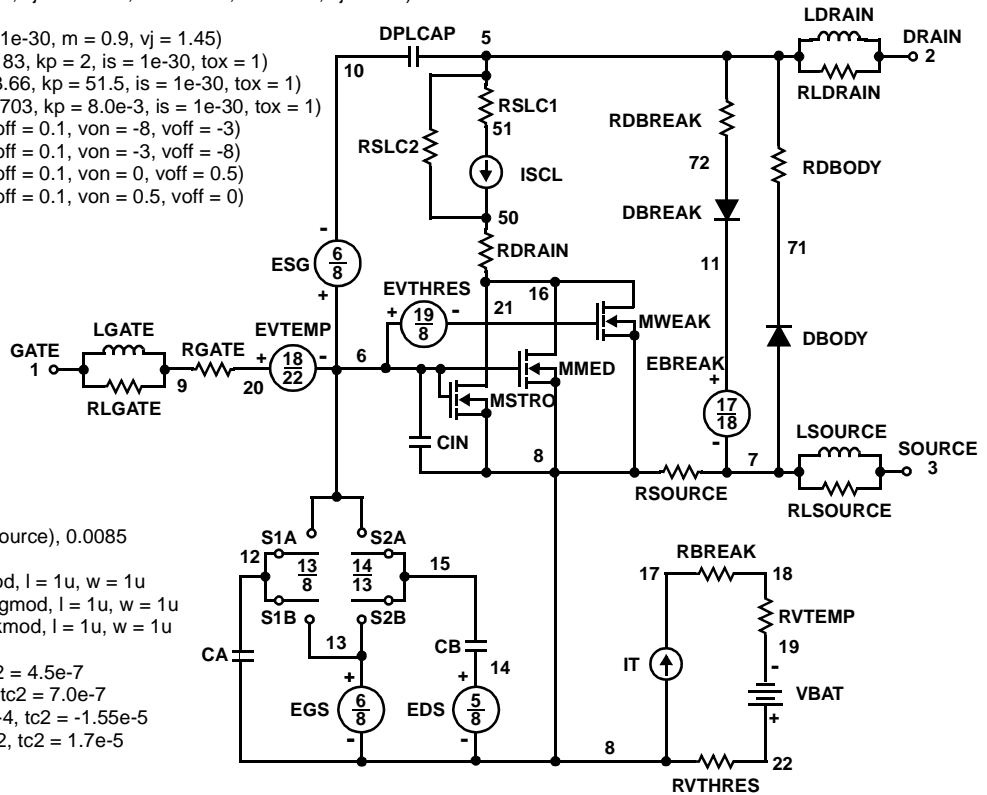 1e-30, m = 0.9, vj = 1.45)
83, kp = 2, is = 1e-30, tox = 1)
3.66, kp = 51.5, is = 1e-30, tox = 1)
703, kp = 8.0e-3, is = 1e-30, tox = 1)
voff = 0.1, von = -8, voff = -3)
voff = 0.1, von = -3, voff = -8)
voff = 0.1, von = 0, voff = 0.5)
voff = 0.1, von = 0.5, voff = 0)
LDRAIN
DRAIN
2
RLDRAIN
DPLCAP
5
10
RSLC1
51
RSLC2
ISCL
50
RDRAIN
RDBREAK
72
RDBODY
DBREAK
71
11
ESG
-
6
8
+
EVTHRES
+
19
8
-
16
21
MWEAK
LGATE
GATE
1
RLGATE
9
RGATE
EVTEMP
+
18
22
-
20
6
MMED
MSTRO
DBODY
EBREAK
+
17
18
-
CIN
8
RSOURCE
7
LSOURCE
SOURCE
3
RLSOURCE
ource), 0.0085
od, l = 1u, w = 1u
gmod, l = 1u, w = 1u
kmod, l = 1u, w = 1u
2 = 4.5e-7
tc2 = 7.0e-7
-4, tc2 = -1.55e-5
2, tc2 = 1.7e-5
S1A
S2A
12
13
8
14
13
15
S1B
S2B
13
CA
CB
14
+
EGS
6
8
-
+
EDS
5
8
-
8
RBREAK
17
18
RVTEMP
19
IT
-
VBAT
+
22
RVTHRES